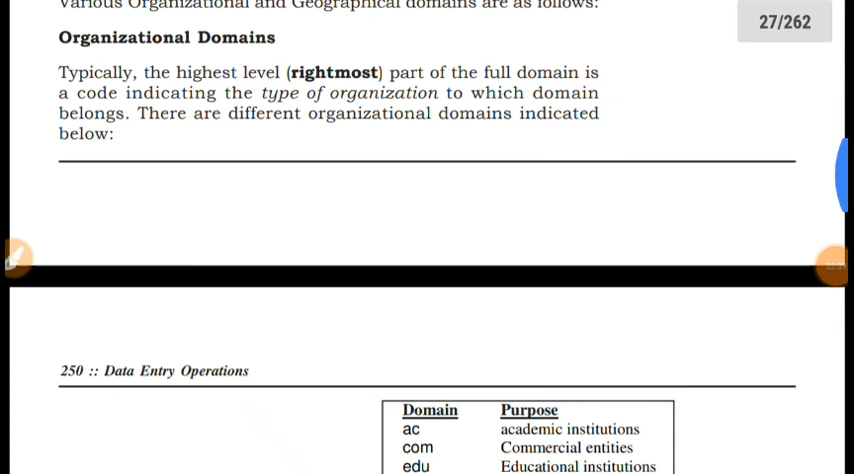 Various Organizational and Geographical domains are as follows:
27/262
Organizational Domains
Typically, the highest level (rightmost) part of the full domain is
a code indicating the type of organization to which domain
belongs. There are different organizational domains indicated
below:
250 :: Data Entry Operations
Domain Purpose
ac academic institutions
com Commercial entities
edu Educational institutions